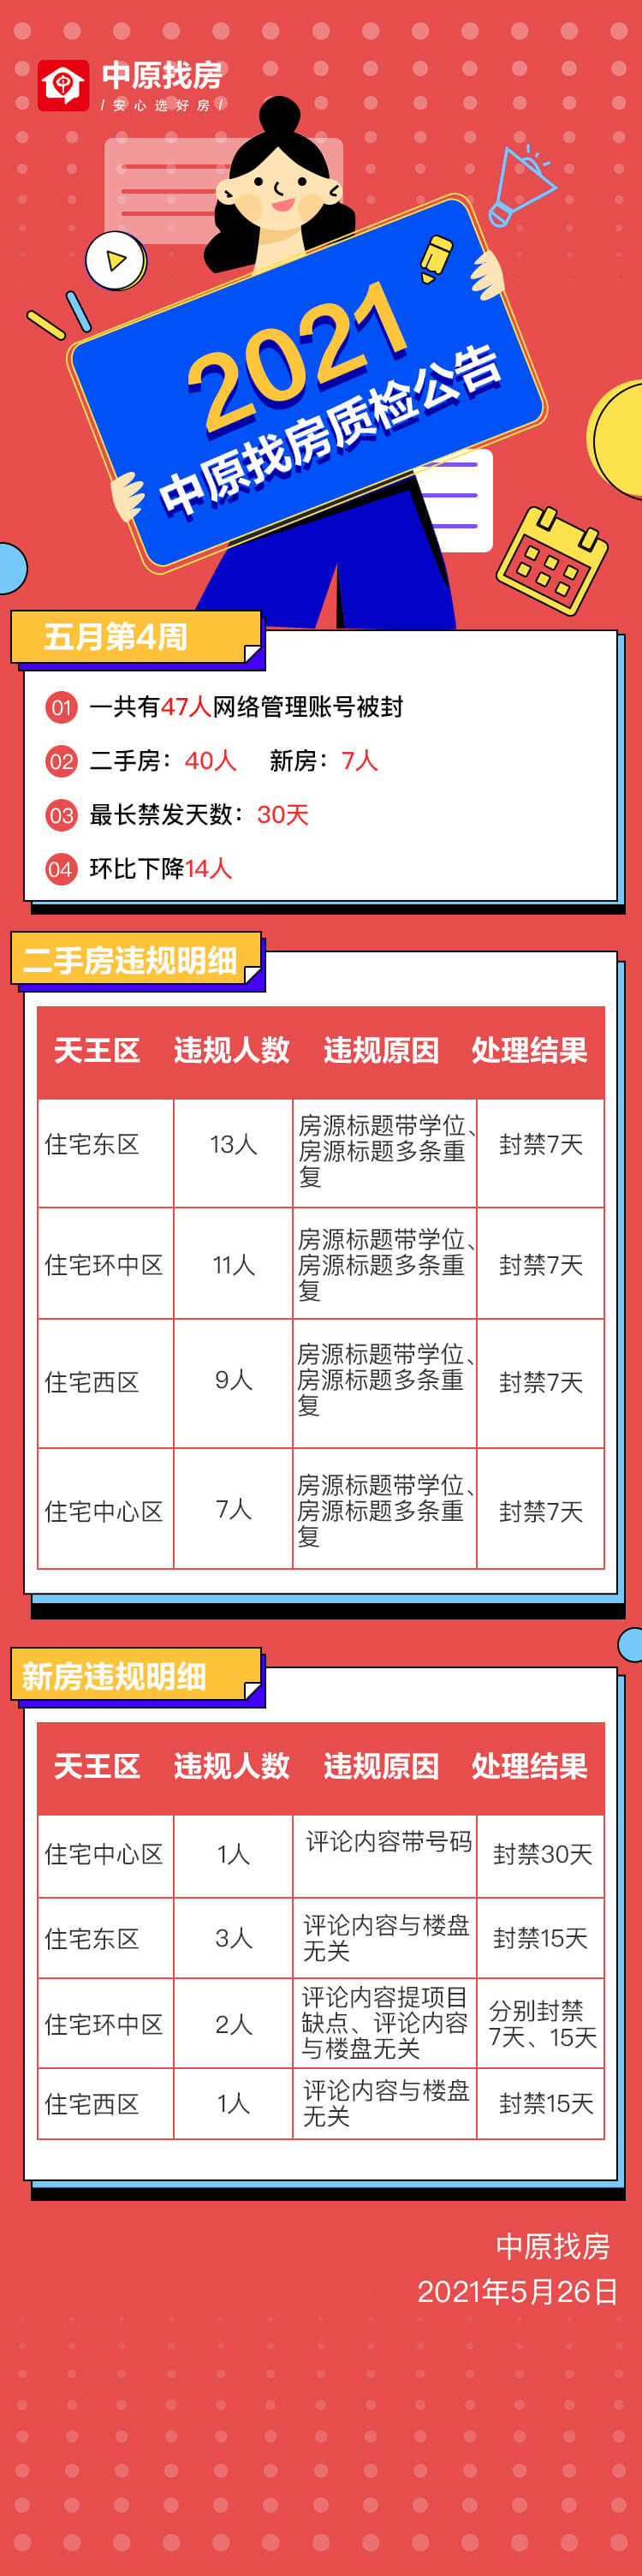 中原找房
/安心选好房/
2021
中原找房质检公告
五月第4周
01 一共有47人网络管理账号被封
02 二手房：40人 新房：7人
03 最长禁发天数：30天
04 环比下降14人
二手房违规明细
天王区 违规人数 违规原因 处理结果
住宅东区 13人 房源标题带学位、
房源标题多条重
复 封禁7天
住宅环中区 11人 房源标题带学位、
房源标题多条重
复 封禁7天
住宅西区 9人 房源标题带学位、
房源标题多条重
复 封禁7天
住宅中心区 7人 房源标题带学位、
房源标题多条重
复 封禁7天
新房违规明细
天王区 违规人数 违规原因 处理结果
住宅中心区 1人 评论内容带号码 封禁30天
住宅东区 3人 评论内容与楼盘
无关 封禁15天
住宅环中区 2人 评论内容提项目
缺点、评论内容
与楼盘无关 分别封禁
7天、15天
住宅西区 1人 评论内容与楼盘
无关 封禁15天
中原找房
2021年5月26日